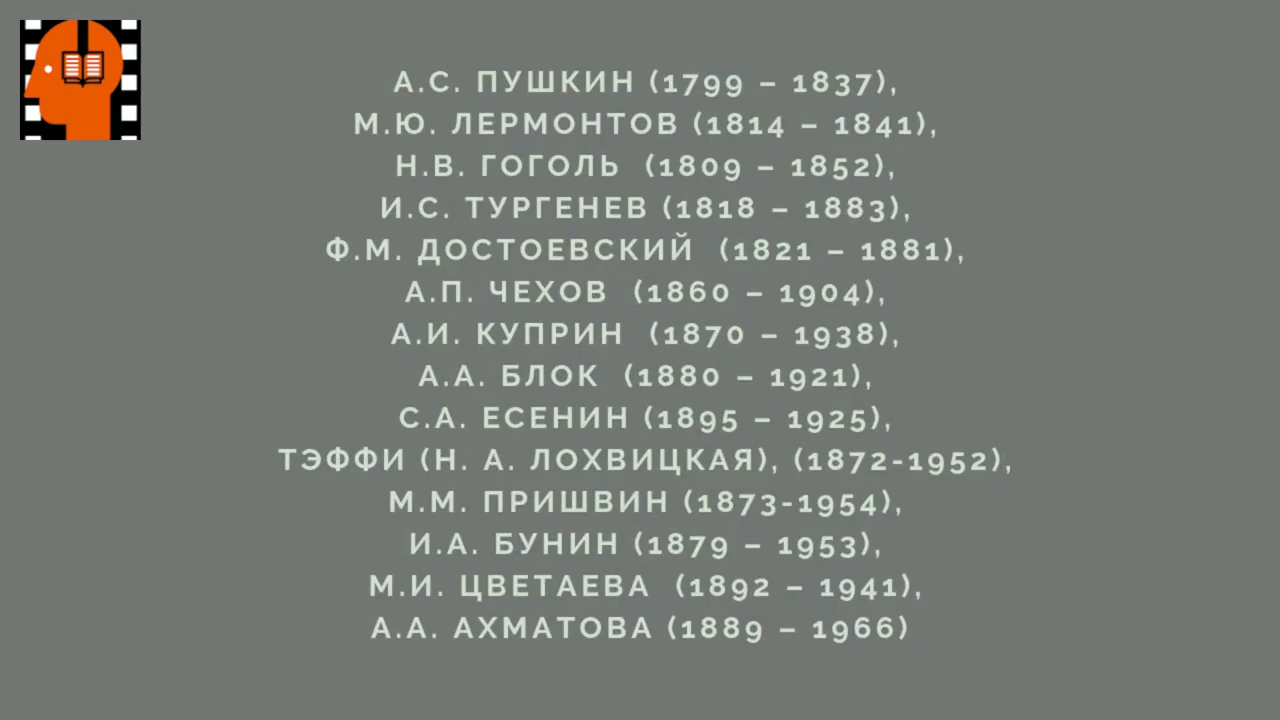 А.С. ПУШКИН (1799 – 1837),
М.Ю. ЛЕРМОНТОВ (1814 – 1841),
Н.В. ГОГОЛЬ (1809 – 1852),
И.С. ТУРГЕНЕВ (1818 – 1883),
Ф.М. ДОСТОЕВСКИЙ (1821 – 1881),
А.П. ЧЕХОВ (1860 – 1904),
А.И. КУПРИН (1870 – 1938),
А.А. БЛОК (1880 – 1921),
С.А. ЕСЕНИН (1895 – 1925),
ТЭФФИ (Н. А. ЛОХВИЦКАЯ), (1872-1952),
М.М. ПРИШВИН (1873-1954),
И.А. БУНИН (1879 – 1953),
М.И. ЦВЕТАЕВА (1892 – 1941),
А.А. АХМАТОВА (1889 – 1966)